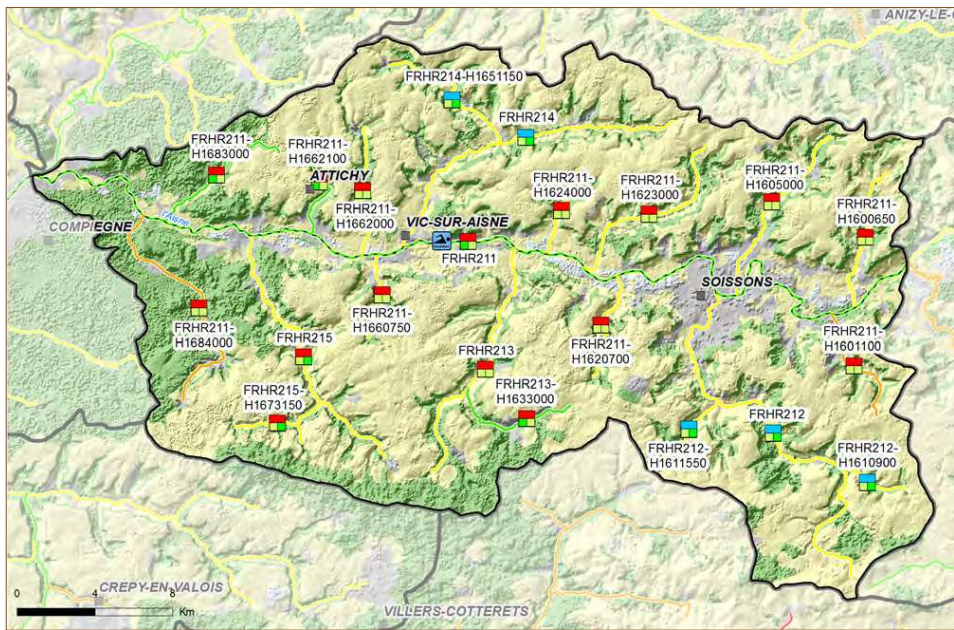 ANIZY-LE-C
FRHR214-H1651150
FRHR214
FRHR211-
H1683000
FRHR211-
H1662100
ATTICHY
FRHR211-
H1662000
FRHR211-
H1624000
FRHR211-
H1623000
FRHR211-
H1605000
FRHR211-
H1600650
l'Aisne
COMPIEGNE
VIC-SUR-AISNE
FRHR211
SOISSONS
FRHR211-
H1684000
FRHR211-
H1660750
FRHR215
FRHR213
FRHR211-
H1620700
FRHR211-
H1601100
FRHR215-
H1673150
FRHR213-
H1633000
FRHR212-
H1611550
FRHR212
FRHR212-
H1610900
CREPY-EN-VALOIS
VILLERS-COTTERETS
0 4 8
Km